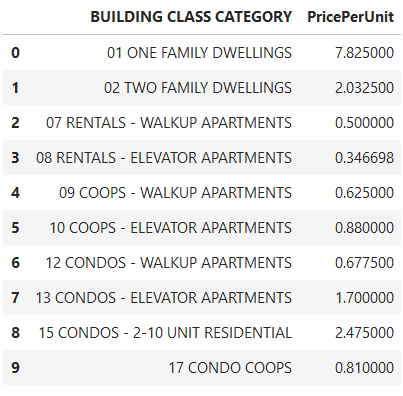 BUILDING CLASS CATEGORY PricePerUnit
0 01 ONE FAMILY DWELLINGS 7.825000
1 02 TWO FAMILY DWELLINGS 2.032500
2 07 RENTALS - WALKUP APARTMENTS 0.500000
3 08 RENTALS - ELEVATOR APARTMENTS 0.346698
4 09 COOPS - WALKUP APARTMENTS 0.625000
5 10 COOPS - ELEVATOR APARTMENTS 0.880000
6 12 CONDOS - WALKUP APARTMENTS 0.677500
7 13 CONDOS - ELEVATOR APARTMENTS 1.700000
8 15 CONDOS - 2-10 UNIT RESIDENTIAL 2.475000
9 17 CONDO COOPS 0.810000